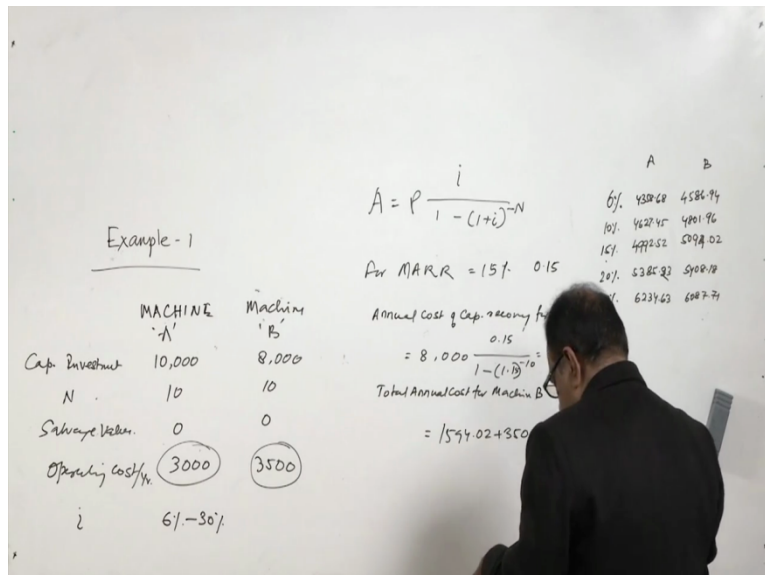 Example-1
MACHINE Machine
'A' 'B'
Cap. Investment 10,000 8,000
N 10 10
Salvage Value. 0 0
Operating cost/yr. 3000 3500
i 6%-30%
A = P i / 1-(1+i)^-N
For MARR = 15% 0.15
Annual Cost of Cap. recovery
= 8,000 0.15 / 1-(1.15)^-10 =
Total Annual Cost for Machine B
= 1594.02+350
A B
6% 4358.68 4586.94
10% 4627.45 4801.96
15% 4992.52 5094.02
20% 5385.23 5408.18
%. 6234.63 6087.71